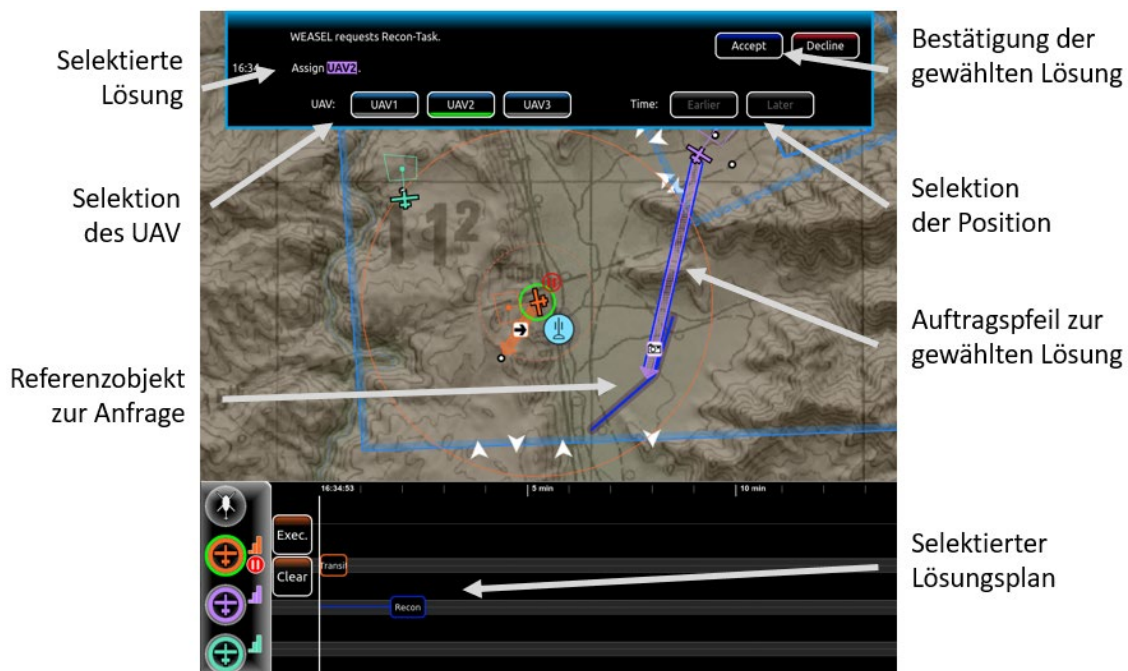 Selektierte
Lösung
Selektion
des UAV
Referenzobjekt
zur Anfrage
WEASEL requests Recon-Task.
Assign UAV2.
UAV: UAV1 UAV2 UAV3 Time: Earlier Later
Accept Decline
Bestätigung der
gewählten Lösung
Selektion
der Position
Auftragspfeil zur
gewählten Lösung
Selektierter
Lösungsplan
112
16:34:53 5 min 10 min
Exec.
Clear
Transit
Recon